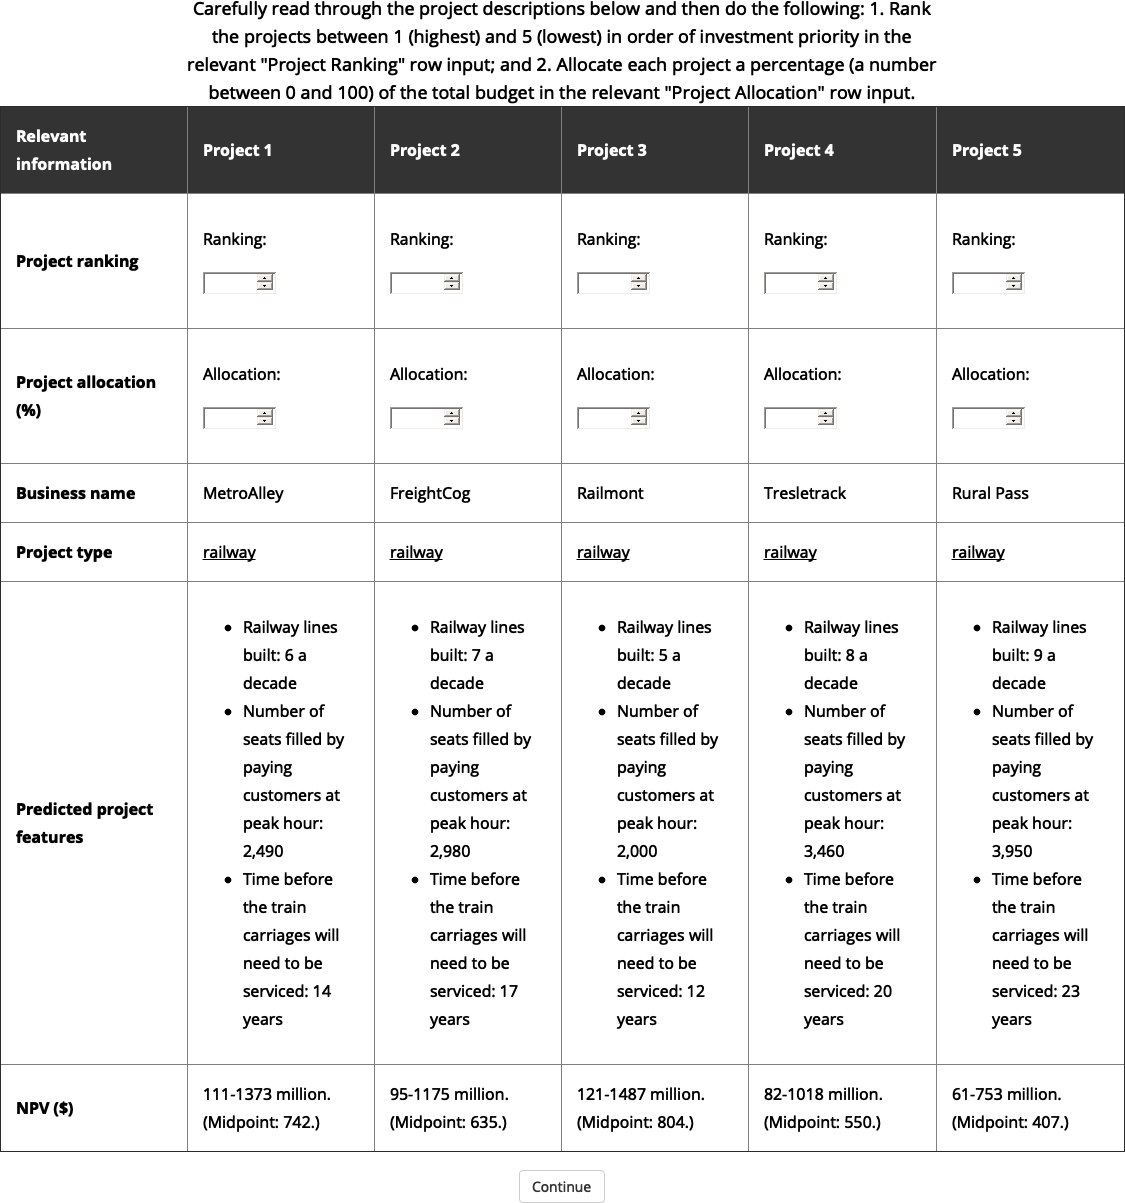 Carefully read through the project descriptions below and then do the following: 1. Rank
the projects between 1 (highest) and 5 (lowest) in order of investment priority in the
relevant "Project Ranking" row input; and 2. Allocate each project a percentage (a number
between 0 and 100) of the total budget in the relevant "Project Allocation" row input.
Relevant
information
Project 1
Project 2
Project 3
Project 4
Project 5
Project ranking
Ranking:
Ranking:
Ranking:
Ranking:
Ranking:
Project allocation
(%)
Allocation:
Allocation:
Allocation:
Allocation:
Allocation:
Business name
MetroAlley
FreightCog
Railmont
Tresletrack
Rural Pass
Project type
railway
railway
railway
railway
railway
Predicted project
features
• Railway lines
built: 6 a
decade
• Number of
seats filled by
paying
customers at
peak hour:
2,490
• Time before
the train
carriages will
need to be
serviced: 14
years
• Railway lines
built: 7 a
decade
• Number of
seats filled by
paying
customers at
peak hour:
2,980
• Time before
the train
carriages will
need to be
serviced: 17
years
• Railway lines
built: 5 a
decade
• Number of
seats filled by
paying
customers at
peak hour:
2,000
• Time before
the train
carriages will
need to be
serviced: 12
years
• Railway lines
built: 8 a
decade
• Number of
seats filled by
paying
customers at
peak hour:
3,460
• Time before
the train
carriages will
need to be
serviced: 20
years
• Railway lines
built: 9 a
decade
• Number of
seats filled by
paying
customers at
peak hour:
3,950
• Time before
the train
carriages will
need to be
serviced: 23
years
NPV ($)
111-1373 million.
(Midpoint: 742.)
95-1175 million.
(Midpoint: 635.)
121-1487 million.
(Midpoint: 804.)
82-1018 million.
(Midpoint: 550.)
61-753 million.
(Midpoint: 407.)
Continue